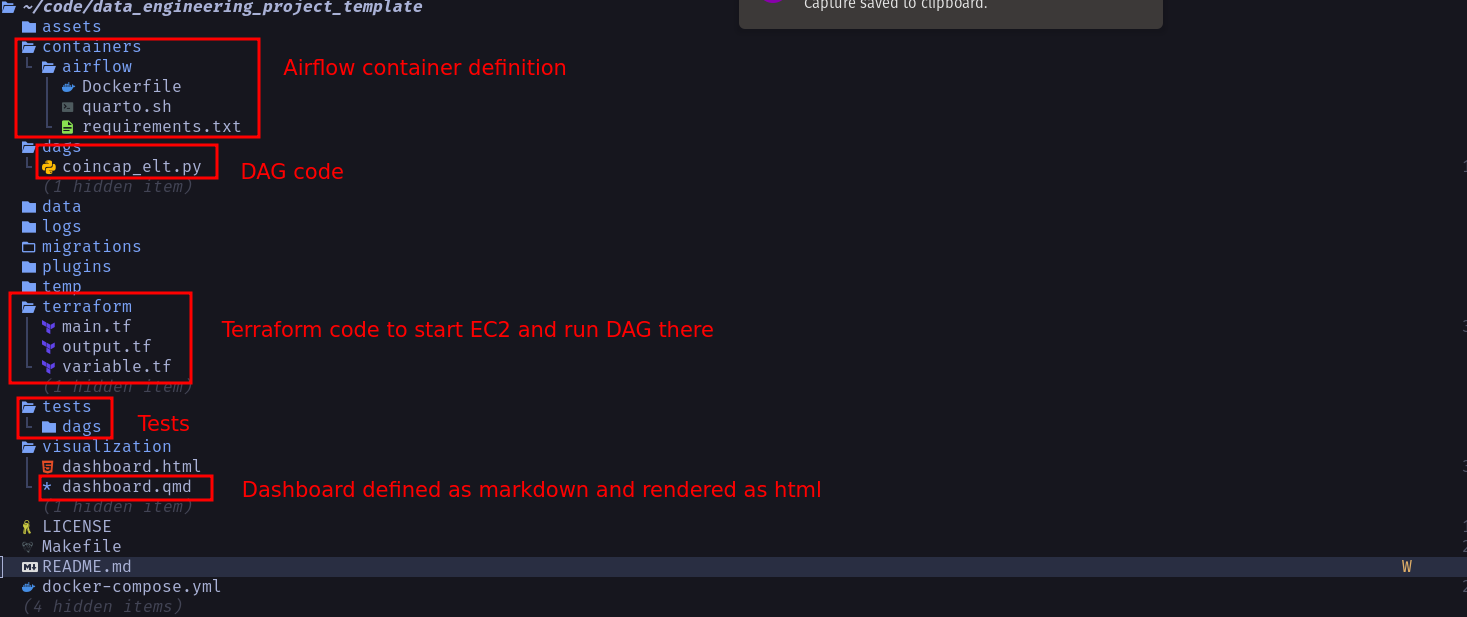 ~/code/data_engineering_project_template
Capture saved to clipboard.
assets
containers
airflow
Airflow container definition
Dockerfile
quarto.sh
requirements.txt
dags
coincap_elt.py
DAG code
(1 hidden item)
data
logs
migrations
plugins
temp
terraform
main.tf
Terraform code to start EC2 and run DAG there
output.tf
variable.tf
(1 hidden item)
tests
dags
Tests
visualization
dashboard.html
dashboard.qmd
Dashboard defined as markdown and rendered as html
(1 hidden item)
LICENSE
Makefile
README.md
W
docker-compose.yml
(4 hidden items)